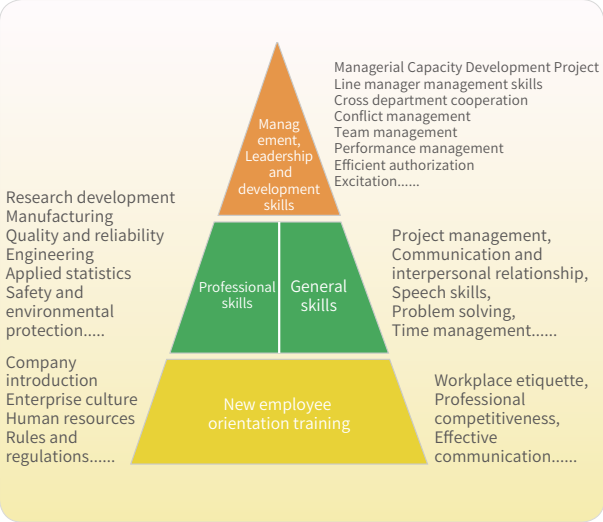 Managerial Capacity Development Project
Line manager management skills
Cross department cooperation
Conflict management
Team management
Performance management
Efficient authorization
Excitation......
Manag
ement,
Leadership
and
development
skills
Research development
Manufacturing
Quality and reliability
Engineering
Applied statistics
Safety and
environmental
protection.....
Professional
skills
General
skills
Project management,
Communication and
interpersonal relationship,
Speech skills,
Problem solving,
Time management......
Company
introduction
Enterprise culture
Human resources
Rules and
regulations......
New employee
orientation training
Workplace etiquette,
Professional
competitiveness,
Effective
communication......